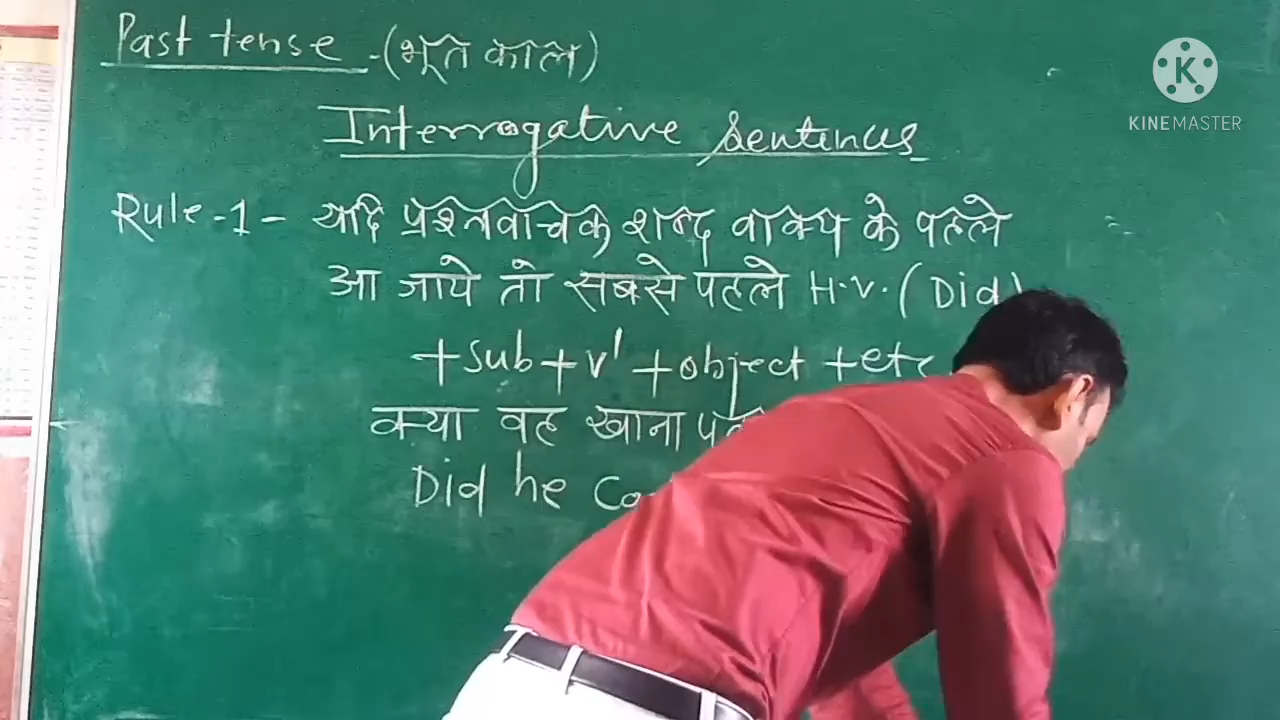 Past tense - (भूत काल)
Interrogative Sentences
Rule-1- यदि प्रश्नवाचक शब्द वाक्य के पहले
आ जाये तो सबसे पहले H.V. (Did)
+ Sub + V¹ + object + etc
क्या वह खाना
Did he
K
KINEMASTER